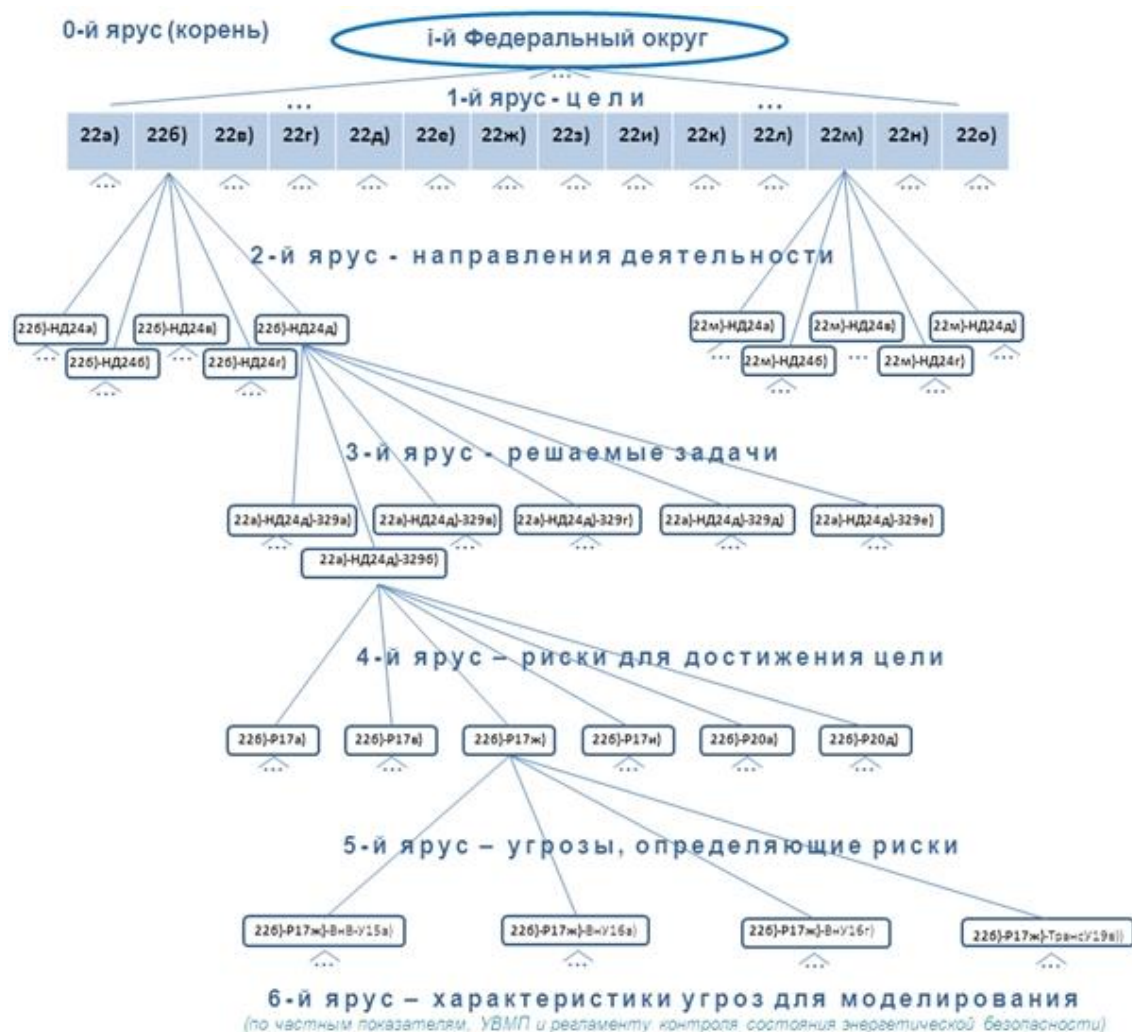 0-й ярус (корень)
i-й Федеральный округ
...
... 1-й ярус - ц е л и ...
22а) 22б) 22в) 22г) 22д) 22е) 22ж) 22з) 22и) 22к) 22л) 22м) 22н) 22о)
... ... ... ... ... ... ... ... ... ... ... ...
2-й ярус - направления деятельности
22б)-НД24а) 22б)-НД24в) 22б)-НД24д) 22м)-НД24а) 22м)-НД24в) 22м)-НД24д)
... ... ... ... ...
22б)-НД24б) 22б)-НД24г) 22м)-НД24б) 22м)-НД24г)
... ... ... ...
3-й ярус - решаемые задачи
22а)-НД24д)-З29а) 22а)-НД24д)-З29в) 22а)-НД24д)-З29г) 22а)-НД24д)-З29д) 22а)-НД24д)-З29е)
... ... ... ... ...
22а)-НД24д)-З29б)
4-й ярус – риски для достижения цели
22б)-Р17а) 22б)-Р17в) 22б)-Р17ж) 22б)-Р17и) 22б)-Р20а) 22б)-Р20д)
... ... ... ... ...
5-й ярус – угрозы, определяющие риски
22б)-Р17ж)-ВнВ-У15а) 22б)-Р17ж)-ВнУ16а) 22б)-Р17ж)-ВнУ16г) 22б)-Р17ж)-ТрансУ19в))
... ... ... ...
6-й ярус – характеристики угроз для моделирования
(по частным показателям, УВМП и регламенту контроля состояния энергетической безопасности)